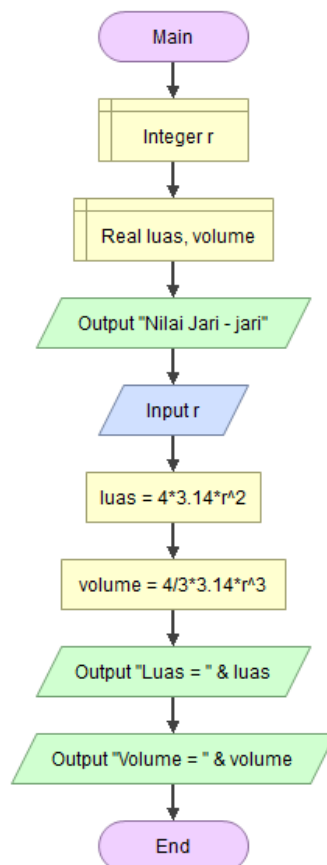 Main
Integer r
Real luas, volume
Output "Nilai Jari - jari"
Input r
luas = 4*3.14*r^2
volume = 4/3*3.14*r^3
Output "Luas = " & luas
Output "Volume = " & volume
End